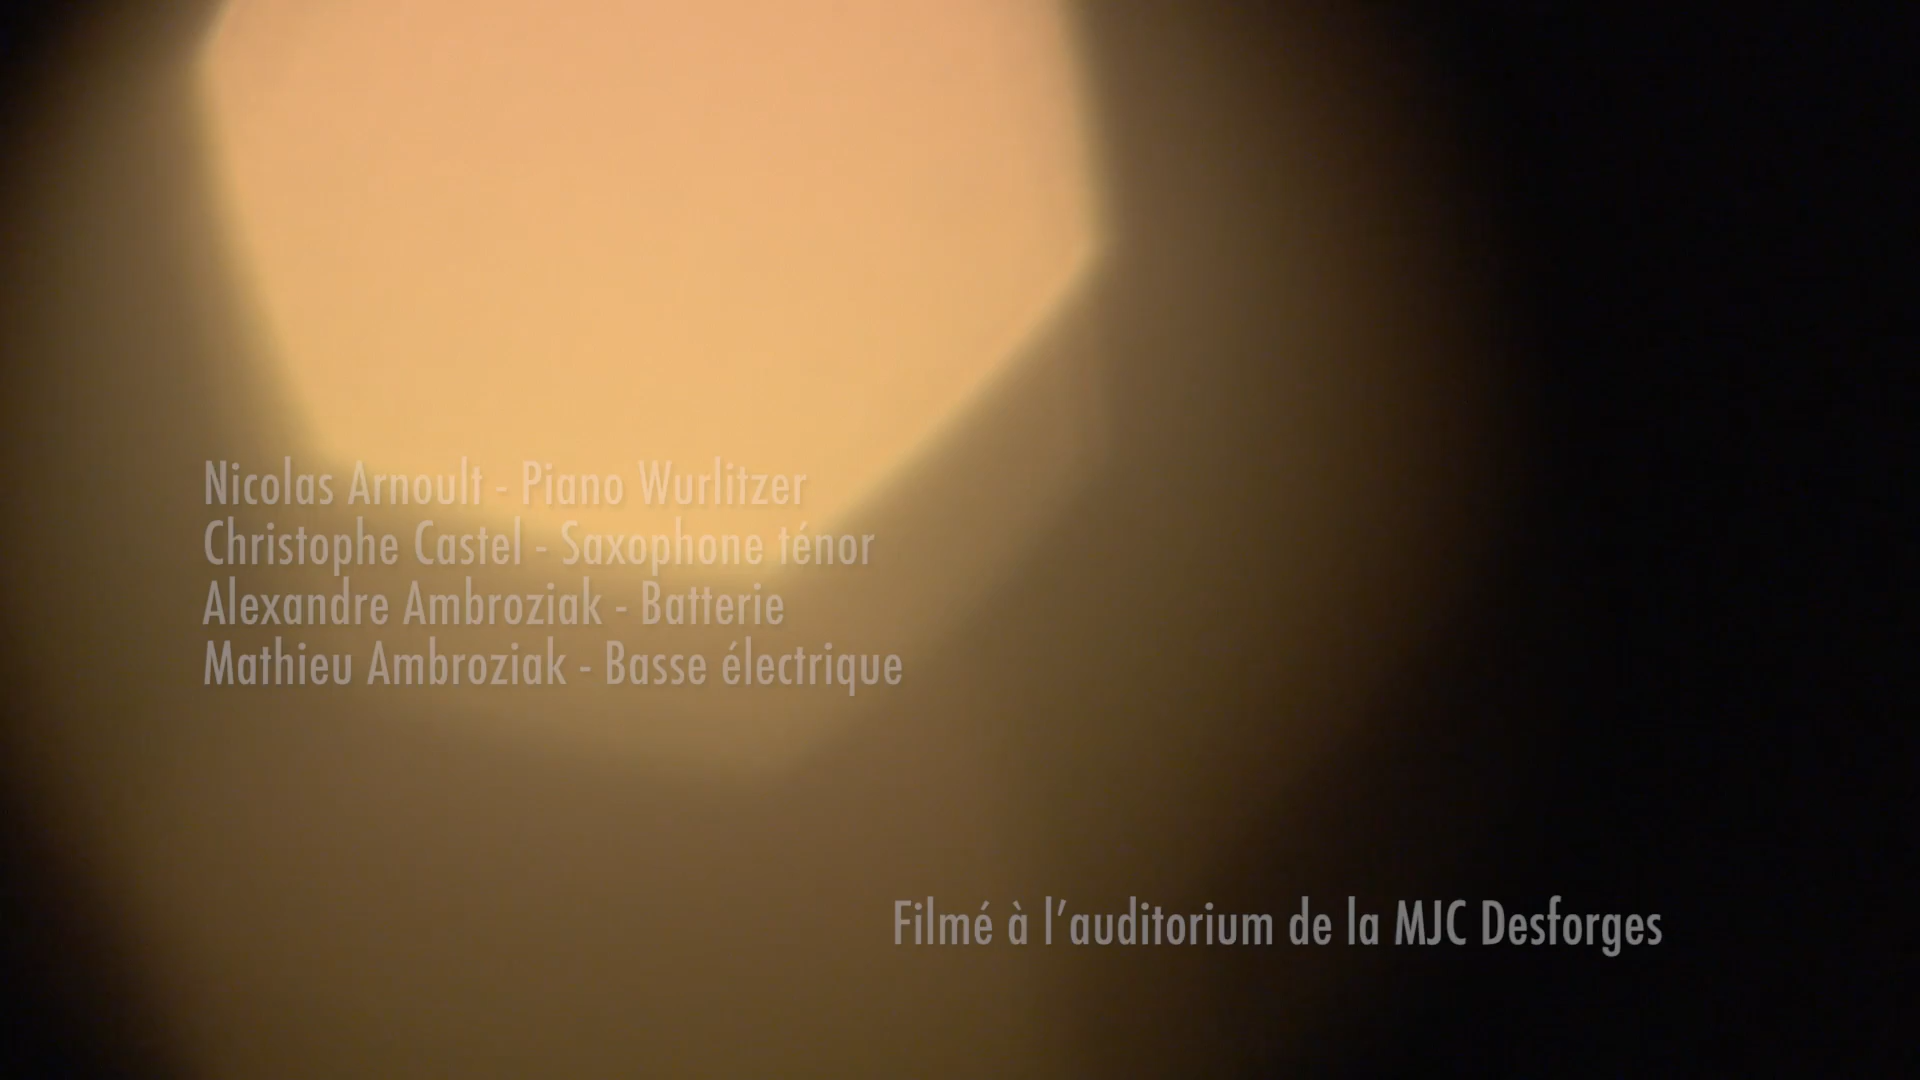 Nicolas Arnoult - Piano Wurlitzer
Christophe Castel - Saxophone ténor
Alexandre Ambroziak - Batterie
Mathieu Ambroziak - Basse électrique
Filmé à l’auditorium de la MJC Desforges